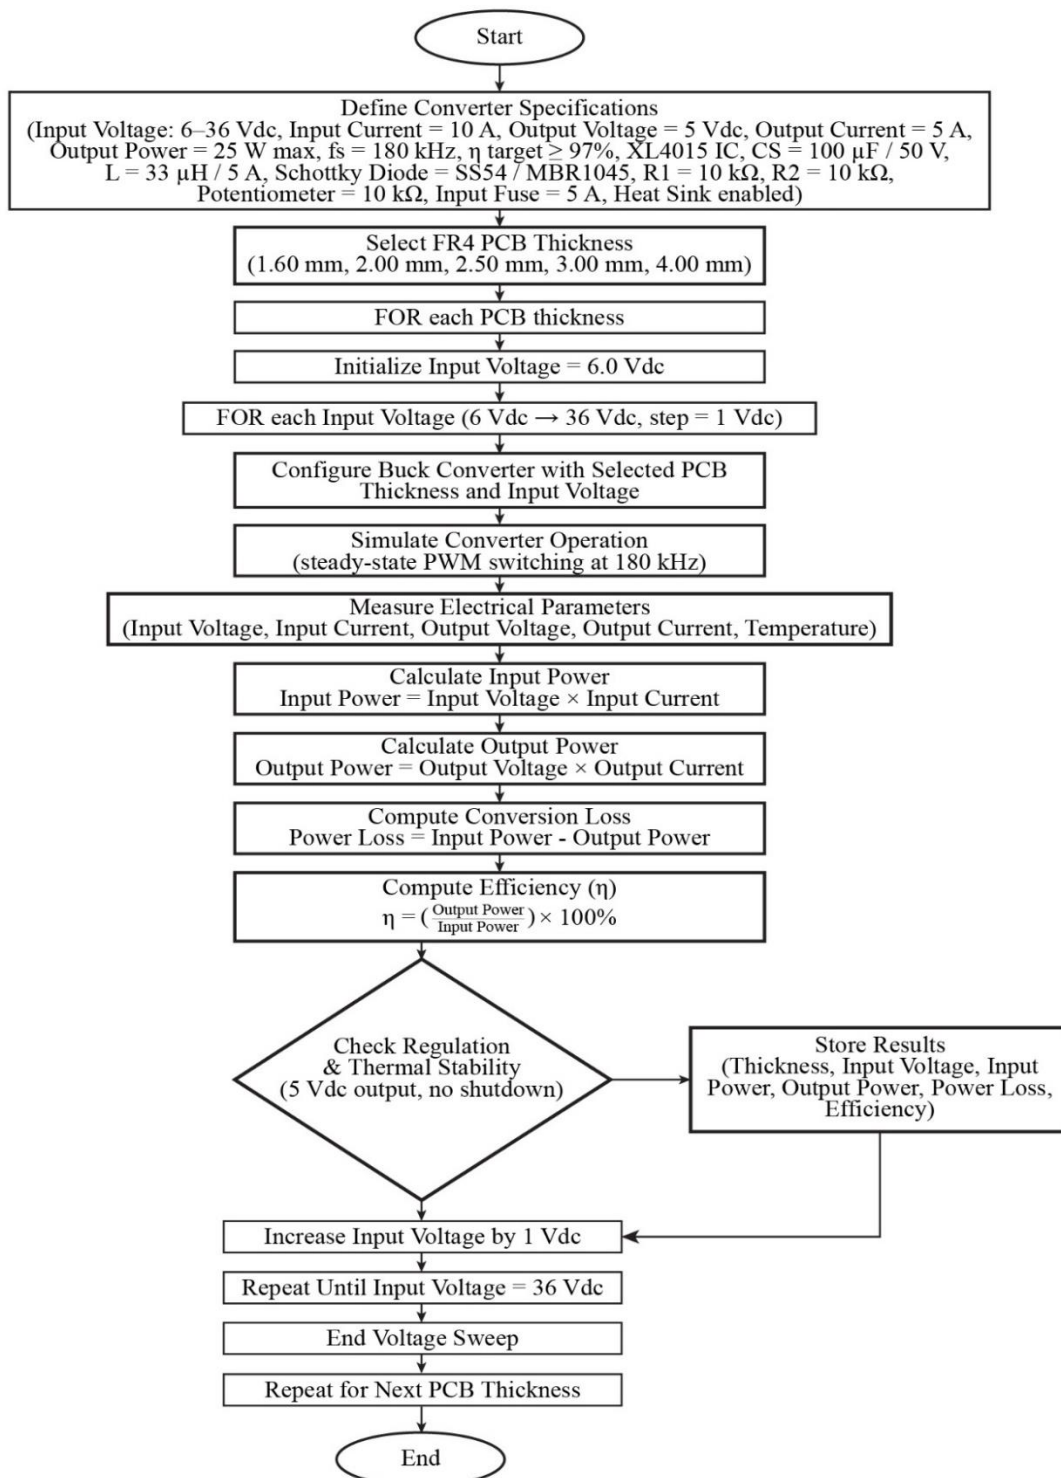 Start
Define Converter Specifications
(Input Voltage: 6–36 Vdc, Input Current = 10 A, Output Voltage = 5 Vdc, Output Current = 5 A,
Output Power = 25 W max, fs = 180 kHz, η target ≥ 97%, XL4015 IC, CS = 100 µF / 50 V,
L = 33 µH / 5 A, Schottky Diode = SS54 / MBR1045, R1 = 10 kΩ, R2 = 10 kΩ,
Potentiometer = 10 kΩ, Input Fuse = 5 A, Heat Sink enabled)
Select FR4 PCB Thickness
(1.60 mm, 2.00 mm, 2.50 mm, 3.00 mm, 4.00 mm)
FOR each PCB thickness
Initialize Input Voltage = 6.0 Vdc
FOR each Input Voltage (6 Vdc → 36 Vdc, step = 1 Vdc)
Configure Buck Converter with Selected PCB
Thickness and Input Voltage
Simulate Converter Operation
(steady-state PWM switching at 180 kHz)
Measure Electrical Parameters
(Input Voltage, Input Current, Output Voltage, Output Current, Temperature)
Calculate Input Power
Input Power = Input Voltage × Input Current
Calculate Output Power
Output Power = Output Voltage × Output Current
Compute Conversion Loss
Power Loss = Input Power - Output Power
Compute Efficiency (η)
η = (Output Power / Input Power) × 100%
Check Regulation
& Thermal Stability
(5 Vdc output, no shutdown)
Store Results
(Thickness, Input Voltage, Input
Power, Output Power, Power Loss,
Efficiency)
Increase Input Voltage by 1 Vdc
Repeat Until Input Voltage = 36 Vdc
End Voltage Sweep
Repeat for Next PCB Thickness
End